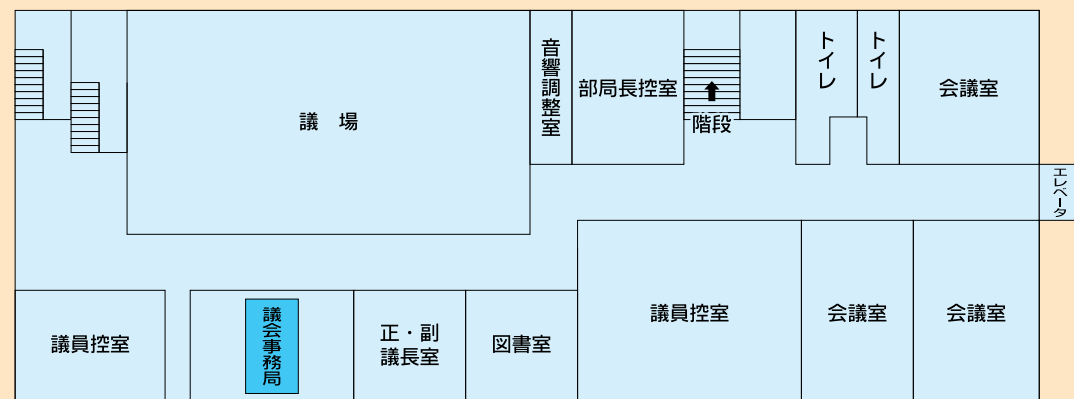 議　場
音響調整室
部局長控室
階段
トイレ
トイレ
会議室
エレベータ
議員控室
議会事務局
正・副
議長室
図書室
議員控室
会議室
会議室